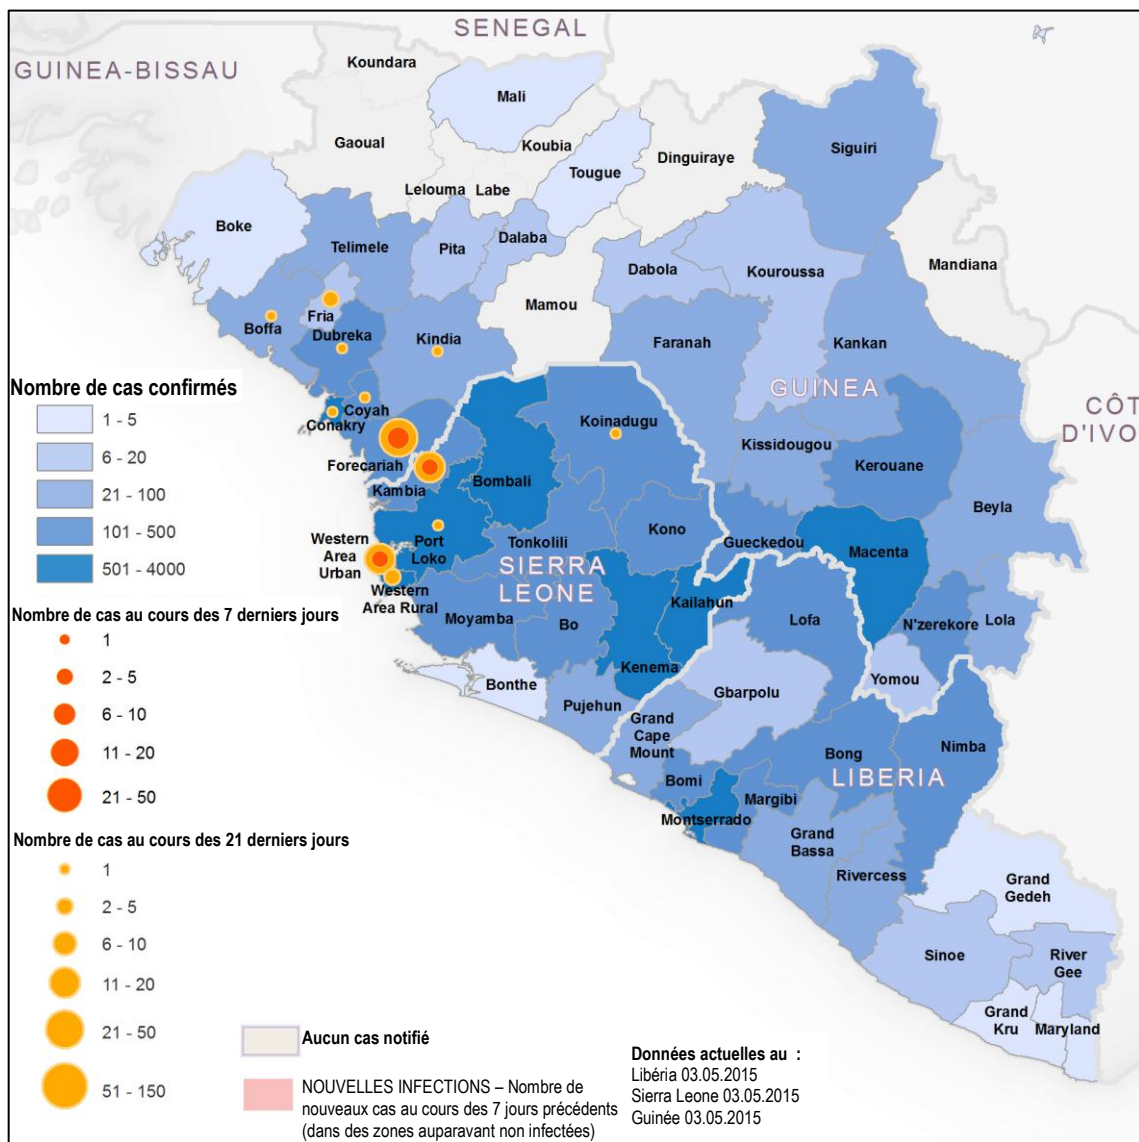 SENEGAL
GUINEA-BISSAU
Koundara
Mali
Gaoual
Koubia
Dinguiraye
Siguiri
Tougue
Lelouma
Labe
Boke
Telimele
Pita
Dalaba
Dabola
Kouroussa
Mandiana
Mamou
Fria
Boffa
Dubreka
Kindia
Faranah
Kankan
Nombre de cas confirmés
1 - 5
6 - 20
21 - 100
101 - 500
501 - 4000
GUINEA
CÔT
D'IVO
Coyah
Conakry
Koinadugu
Kissidougou
Forecariah
Kerouane
Kambia
Bombali
Beyla
Kono
Port
Loko
Tonkolili
Gueckedou
Macenta
Western
Area
Urban
SIERRA
LEONE
Western
Area Rural
Kailahun
Moyamba
Bo
Lofa
N'zerekore
Lola
Kenema
Yomou
Bonthe
Gbarpolu
Pujehun
Grand
Cape
Mount
Bong
Nimba
Bomi
LIBERIA
Margibi
Montserrado
Grand
Bassa
Rivercess
Grand
Gedeh
Sinoe
River
Gee
Grand
Kru
Maryland
Nombre de cas au cours des 7 derniers jours
1
2 - 5
6 - 10
11 - 20
21 - 50
Nombre de cas au cours des 21 derniers jours
1
2 - 5
6 - 10
11 - 20
21 - 50
51 - 150
Aucun cas notifié
NOUVELLES INFECTIONS – Nombre de
nouveaux cas au cours des 7 jours précédents
(dans des zones auparavant non infectées)
Données actuelles au :
Libéria 03.05.2015
Sierra Leone 03.05.2015
Guinée 03.05.2015